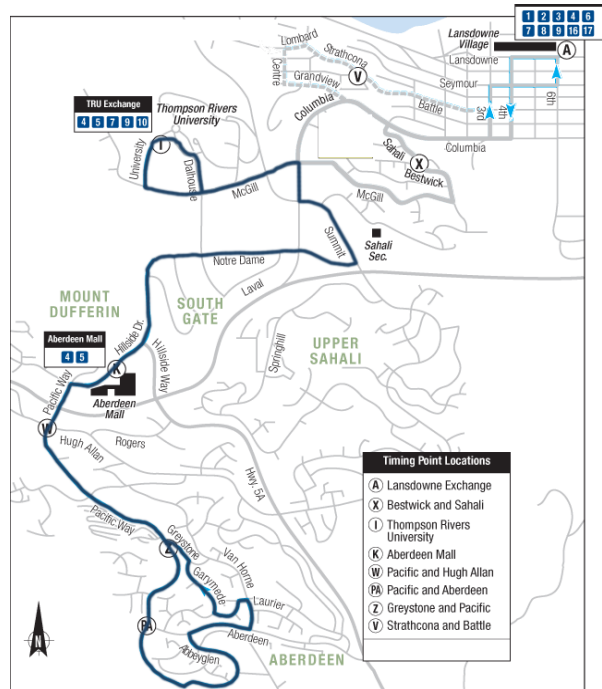 1 2 3 4 6
7 8 9 16 17
Lansdowne
Village
A
Lansdowne
Seymour
Lombard
Strathcona
Centre
Grandview
V
Battle
3rd
4th
6th
Columbia
Columbia
TRU Exchange
4 5 7 9 10
Thompson Rivers
University
I
University
Dalhousie
McGill
Sahali
X
Bestwick
McGill
Summit
Sahali
Sec.
Notre Dame
Laval
MOUNT
DUFFERIN
SOUTH
GATE
UPPER
SAHALI
Springhill
Hillside Dr.
Hillside Way
Aberdeen Mall
4 5
K
Aberdeen
Mall
Pacific Way
W
Hugh Allan
Rogers
Hwy. 5A
Pacific Way
Greystone
Z
Garymede
Van Horne
Laurier
PA
Aberdeen
Abbeyglen
ABERDEEN
N
Timing Point Locations
A Lansdowne Exchange
X Bestwick and Sahali
I Thompson Rivers
University
K Aberdeen Mall
W Pacific and Hugh Allan
PA Pacific and Aberdeen
Z Greystone and Pacific
V Strathcona and Battle